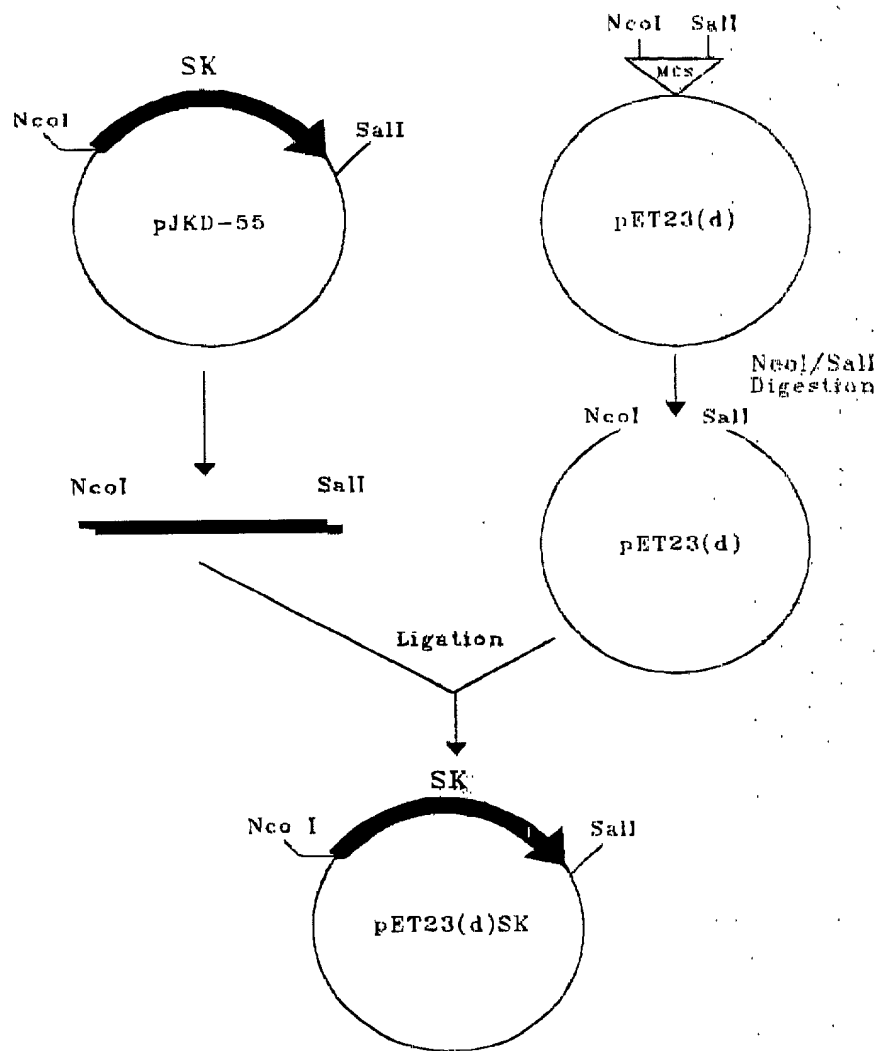 SK
NcoI
SalI
pJKD-55
NcoI SalI
MCS
pET23(d)
NcoI/SalI
Digestion
NcoI SalI
NcoI SalI
pET23(d)
Ligation
SK
Nco I
SalI
pET23(d)SK